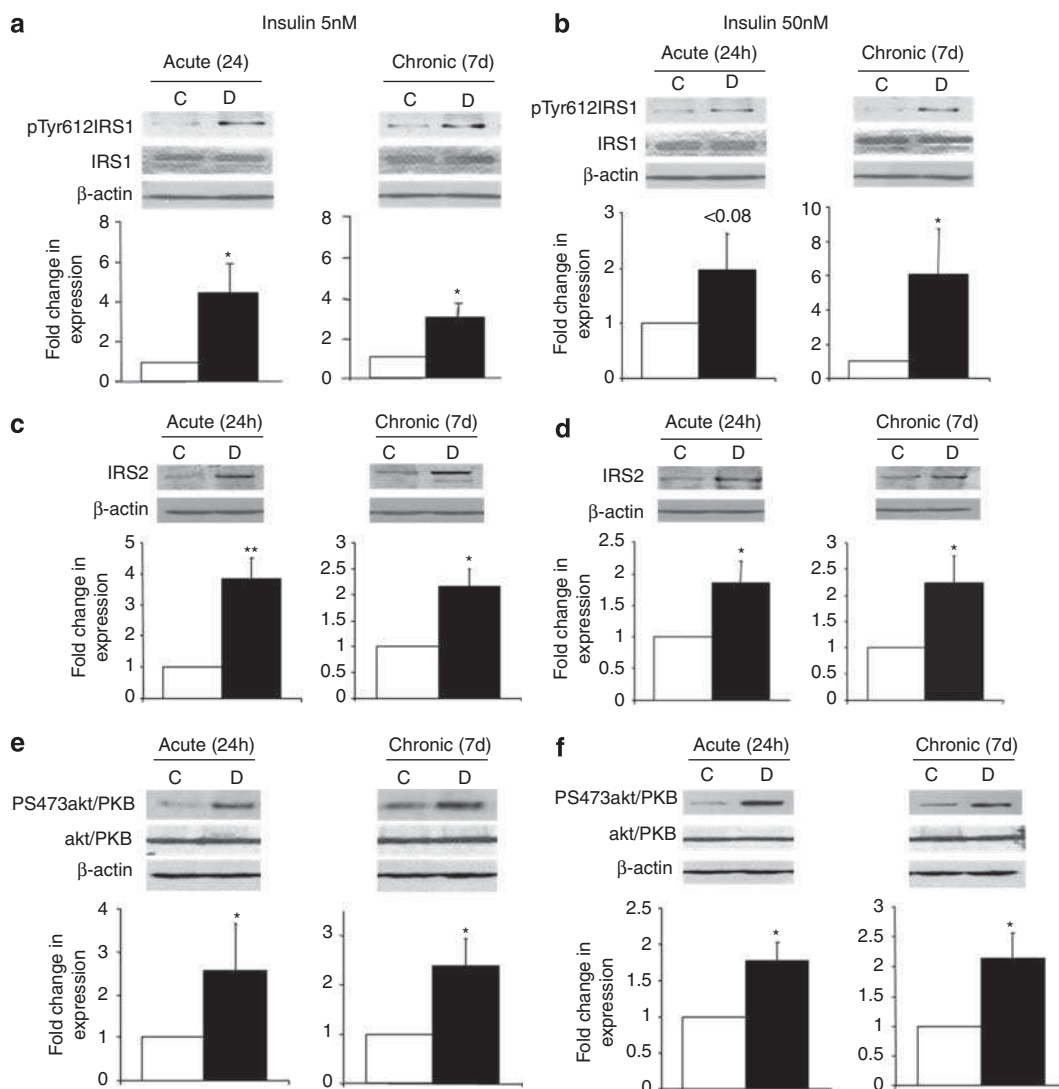 a
Insulin 5nM
Acute (24)
C D
Chronic (7d)
C D
pTyr612IRS1
IRS1
β-actin
Fold change in
expression
8
6
4
2
0
*
8
6
4
2
0
*
b
Insulin 50nM
Acute (24h)
C D
Chronic (7d)
C D
pTyr612IRS1
IRS1
β-actin
Fold change in
expression
3
2
1
0
<0.08
10
8
6
4
2
0
*
c
Acute (24h)
C D
Chronic (7d)
C D
IRS2
β-actin
Fold change in
expression
5
4
3
2
1
0
**
3
2.5
2
1.5
1
0.5
0
*
d
Acute (24h)
C D
Chronic (7d)
C D
IRS2
β-actin
Fold change in
expression
2.5
2
1.5
1
0.5
0
*
3
2.5
2
1.5
1
0.5
0
*
e
Acute (24h)
C D
Chronic (7d)
C D
PS473akt/PKB
akt/PKB
β-actin
Fold change in
expression
4
3
2
1
0
*
3
2
1
0
*
f
Acute (24h)
C D
Chronic (7d)
C D
PS473akt/PKB
akt/PKB
β-actin
Fold change in
expression
2.5
2
1.5
1
0.5
0
*
3
2.5
2
1.5
1
0.5
0
*